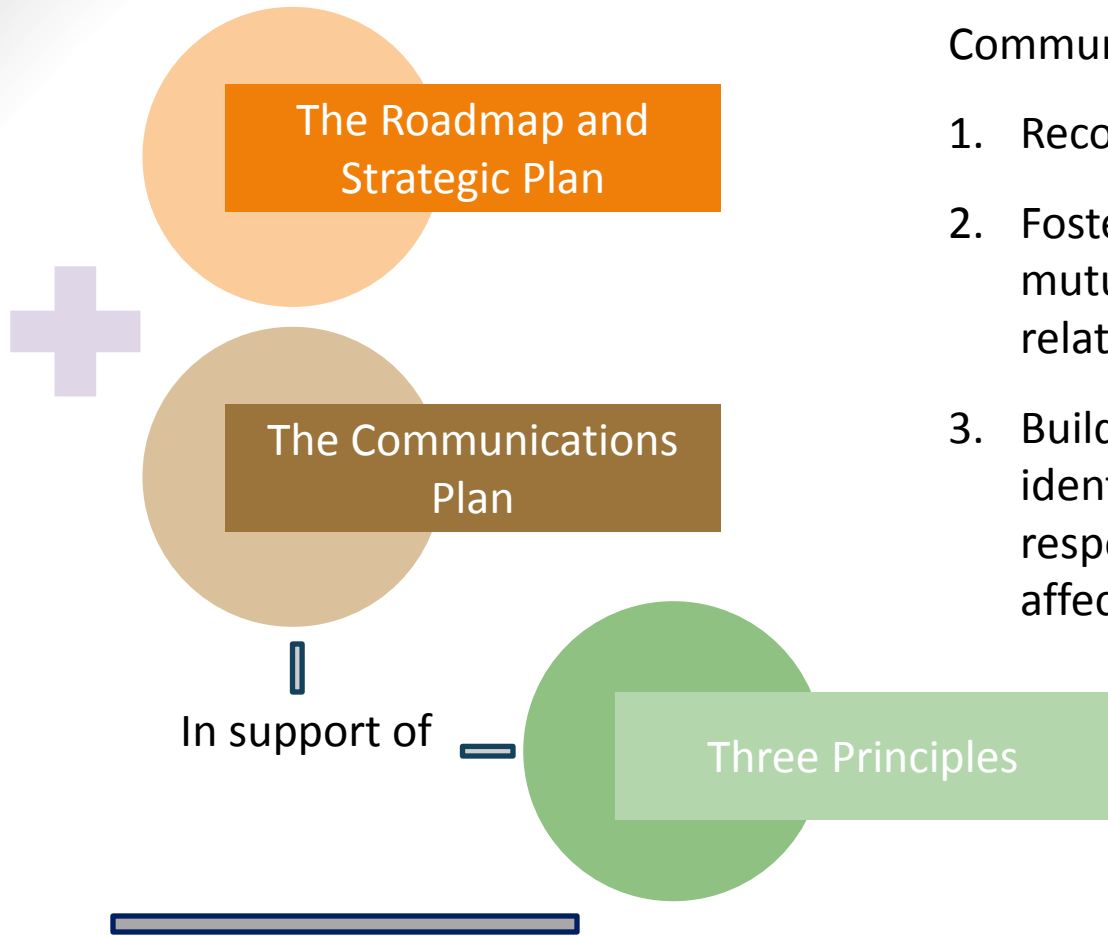 The Roadmap and
Strategic Plan
The Communications
Plan
In support of
Three Principles
Commun
1. Reco
2. Foste
mutu
relat
3. Build
ident
respo
affec